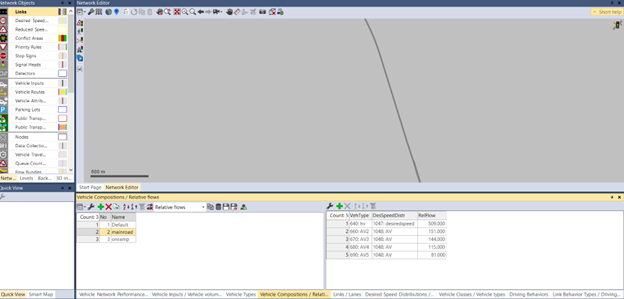 Network Objects
Network Editor
Links
Desired Speed...
Reduced Speed...
Conflict Areas
Priority Rules
Stop Signs
Signal Heads
Detectors
Vehicle Inputs
Vehicle Routes
Vehicle Attrib...
Parking Lots
Public Transp...
Public Transp...
Nodes
Data Collectio...
Vehicle Travel...
Queue Count...
Flow Bundles
Netw... Levels Back... 3D m...
Start help
Start Page Network Editor
Quick View
Vehicle Compositions / Relative flows
Relative flows
Count: 3 No Name
1 1 Default
2 2 mainroad
3 3 onramp
Count: 5 VehType DesSpeedDistr RelFlow
1 640: hv 1047: desiredspeed 509.000
2 660: AV2 1048: AV 151.000
3 670: AV3 1048: AV 144.000
4 680: AV4 1048: AV 115.000
5 690: AV5 1048: AV 81.000
Quick View Smart Map
Vehicle Network Performance... Vehicle Inputs / Vehicle volum... Vehicle Types Vehicle Compositions / Relati... Links / Lanes Desired Speed Distributions /... Vehicle Classes / Vehicle types Driving Behaviors Link Behavior Types / Driving...